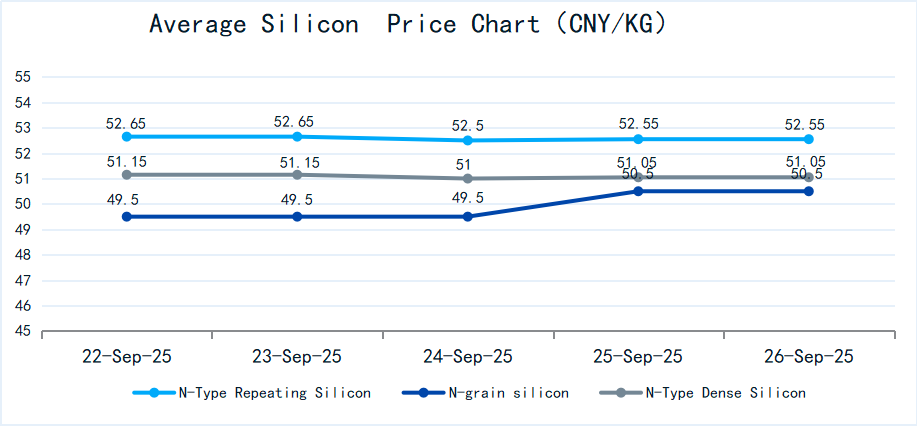 Average Silicon  Price Chart（CNY/KG）
55
54
53
52
51
50
49
48
47
46
45
52.65
52.65
52.5
52.55
52.55
51.15
51.15
51
51.05
51.05
49.5
49.5
49.5
50.5
50.5
22-Sep-25
23-Sep-25
24-Sep-25
25-Sep-25
26-Sep-25
N-Type Repeating Silicon
N-grain silicon
N-Type Dense Silicon